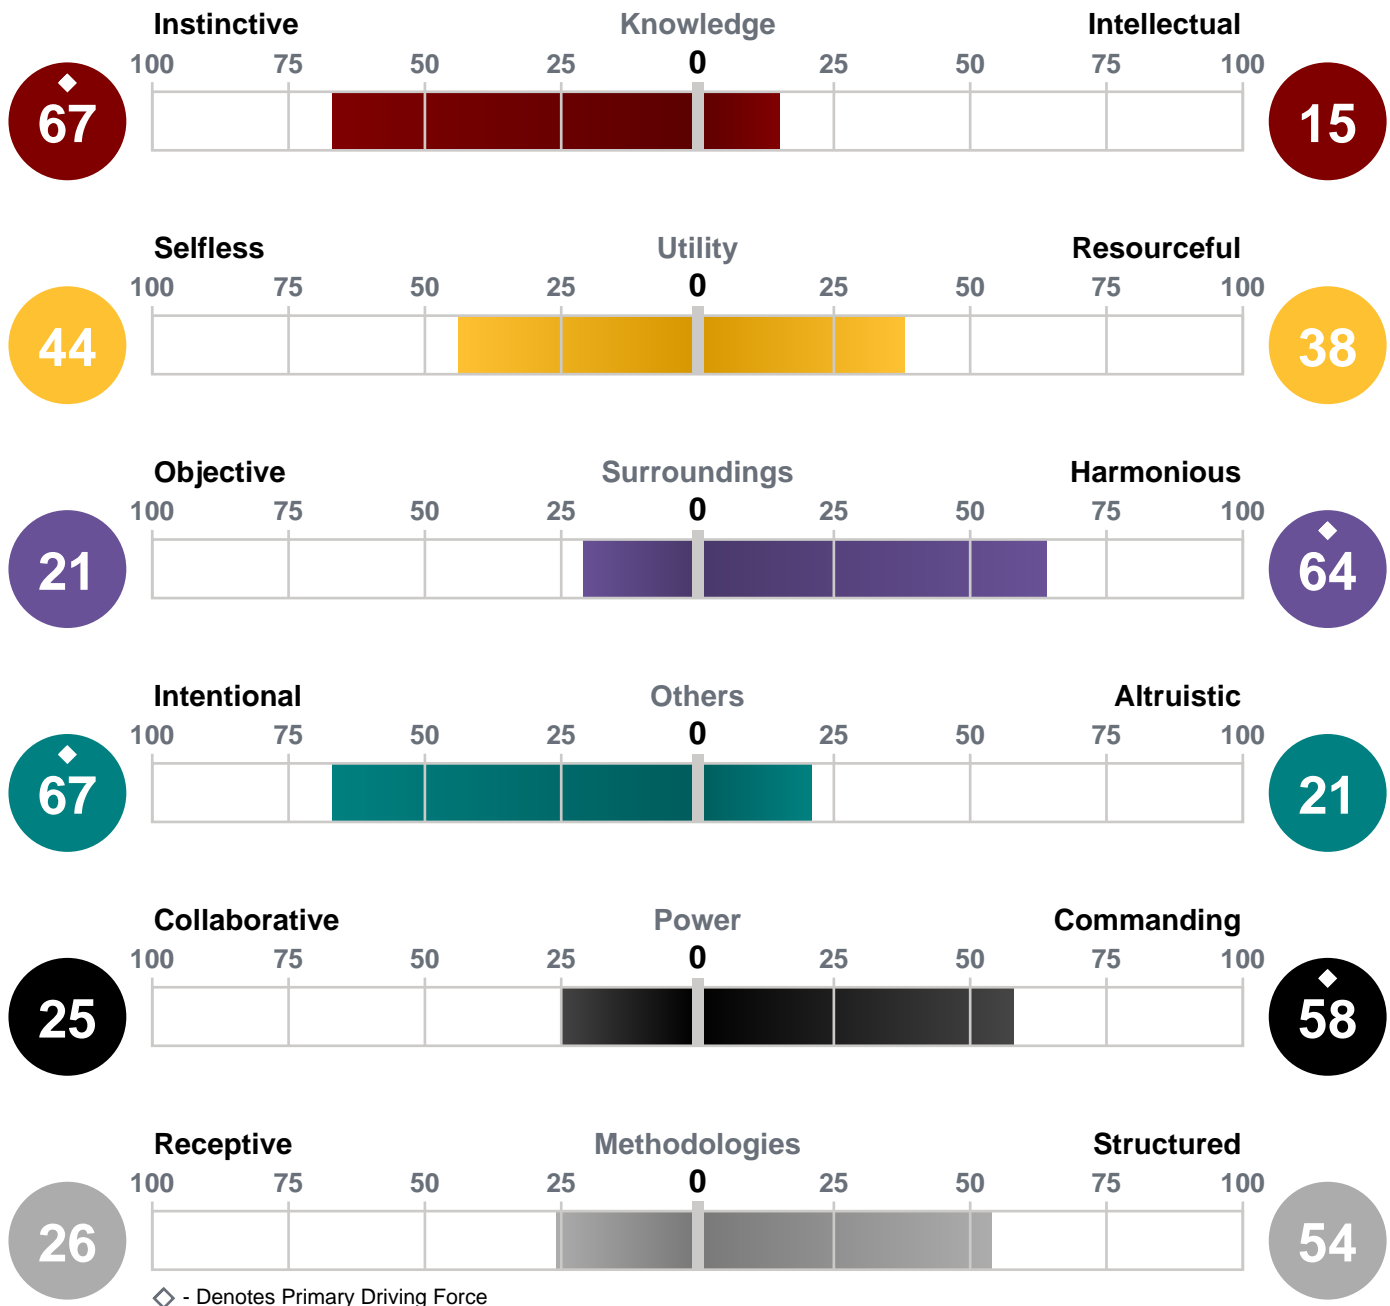 Instinctive Knowledge Intellectual
100 75 50 25 0 25 50 75 100
67 15
Selfless Utility Resourceful
100 75 50 25 0 25 50 75 100
44 38
Objective Surroundings Harmonious
100 75 50 25 0 25 50 75 100
21 64
Intentional Others Altruistic
100 75 50 25 0 25 50 75 100
67 21
Collaborative Power Commanding
100 75 50 25 0 25 50 75 100
25 58
Receptive Methodologies Structured
100 75 50 25 0 25 50 75 100
26 54
- Denotes Primary Driving Force